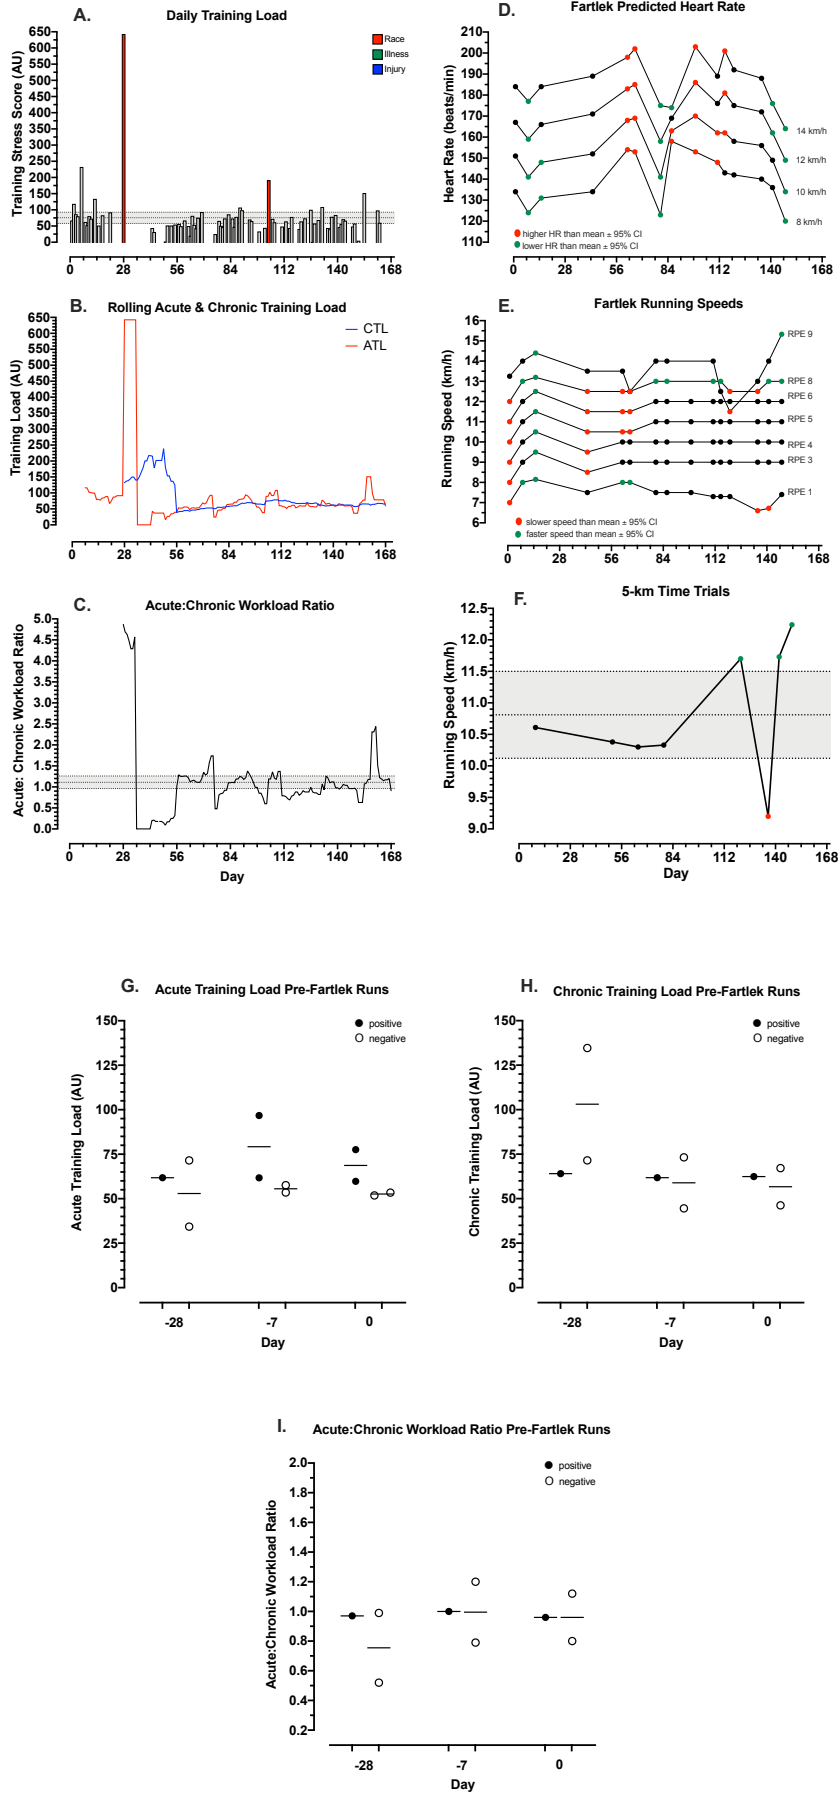 A.
Daily Training Load
Training Stress Score (AU)
650
600
550
500
450
400
350
300
250
200
150
100
50
0
0 28 56 84 112 140 168
Race
Illness
Injury
D.
Fartlek Predicted Heart Rate
Heart Rate (beats/min)
210
200
190
180
170
160
150
140
130
120
110
0 28 56 84 112 140 168
14 km/h
12 km/h
10 km/h
8 km/h
higher HR than mean ± 95% CI
lower HR than mean ± 95% CI
B.
Rolling Acute & Chronic Training Load
Training Load (AU)
650
600
550
500
450
400
350
300
250
200
150
100
50
0
0 28 56 84 112 140 168
CTL
ATL
E.
Fartlek Running Speeds
Running Speed (km/h)
16
15
14
13
12
11
10
9
8
7
6
0 28 56 84 112 140 168
RPE 9
RPE 8
RPE 6
RPE 5
RPE 4
RPE 3
RPE 1
slower speed than mean ± 95% CI
faster speed than mean ± 95% CI
C.
Acute:Chronic Workload Ratio
Acute: Chronic Workload Ratio
5.0
4.5
4.0
3.5
3.0
2.5
2.0
1.5
1.0
0.5
0.0
0 28 56 84 112 140 168
Day
F.
5-km Time Trials
Running Speed (km/h)
12.5
12.0
11.5
11.0
10.5
10.0
9.5
9.0
0 28 56 84 112 140 168
Day
G.
Acute Training Load Pre-Fartlek Runs
Acute Training Load (AU)
150
125
100
75
50
25
0
-28 -7 0
Day
positive
negative
H.
Chronic Training Load Pre-Fartlek Runs
Chronic Training Load (AU)
150
125
100
75
50
25
0
-28 -7 0
Day
positive
negative
I.
Acute:Chronic Workload Ratio Pre-Fartlek Runs
Acute:Chronic Workload Ratio
2.0
1.8
1.6
1.4
1.2
1.0
0.8
0.6
0.4
0.2
-28 -7 0
Day
positive
negative